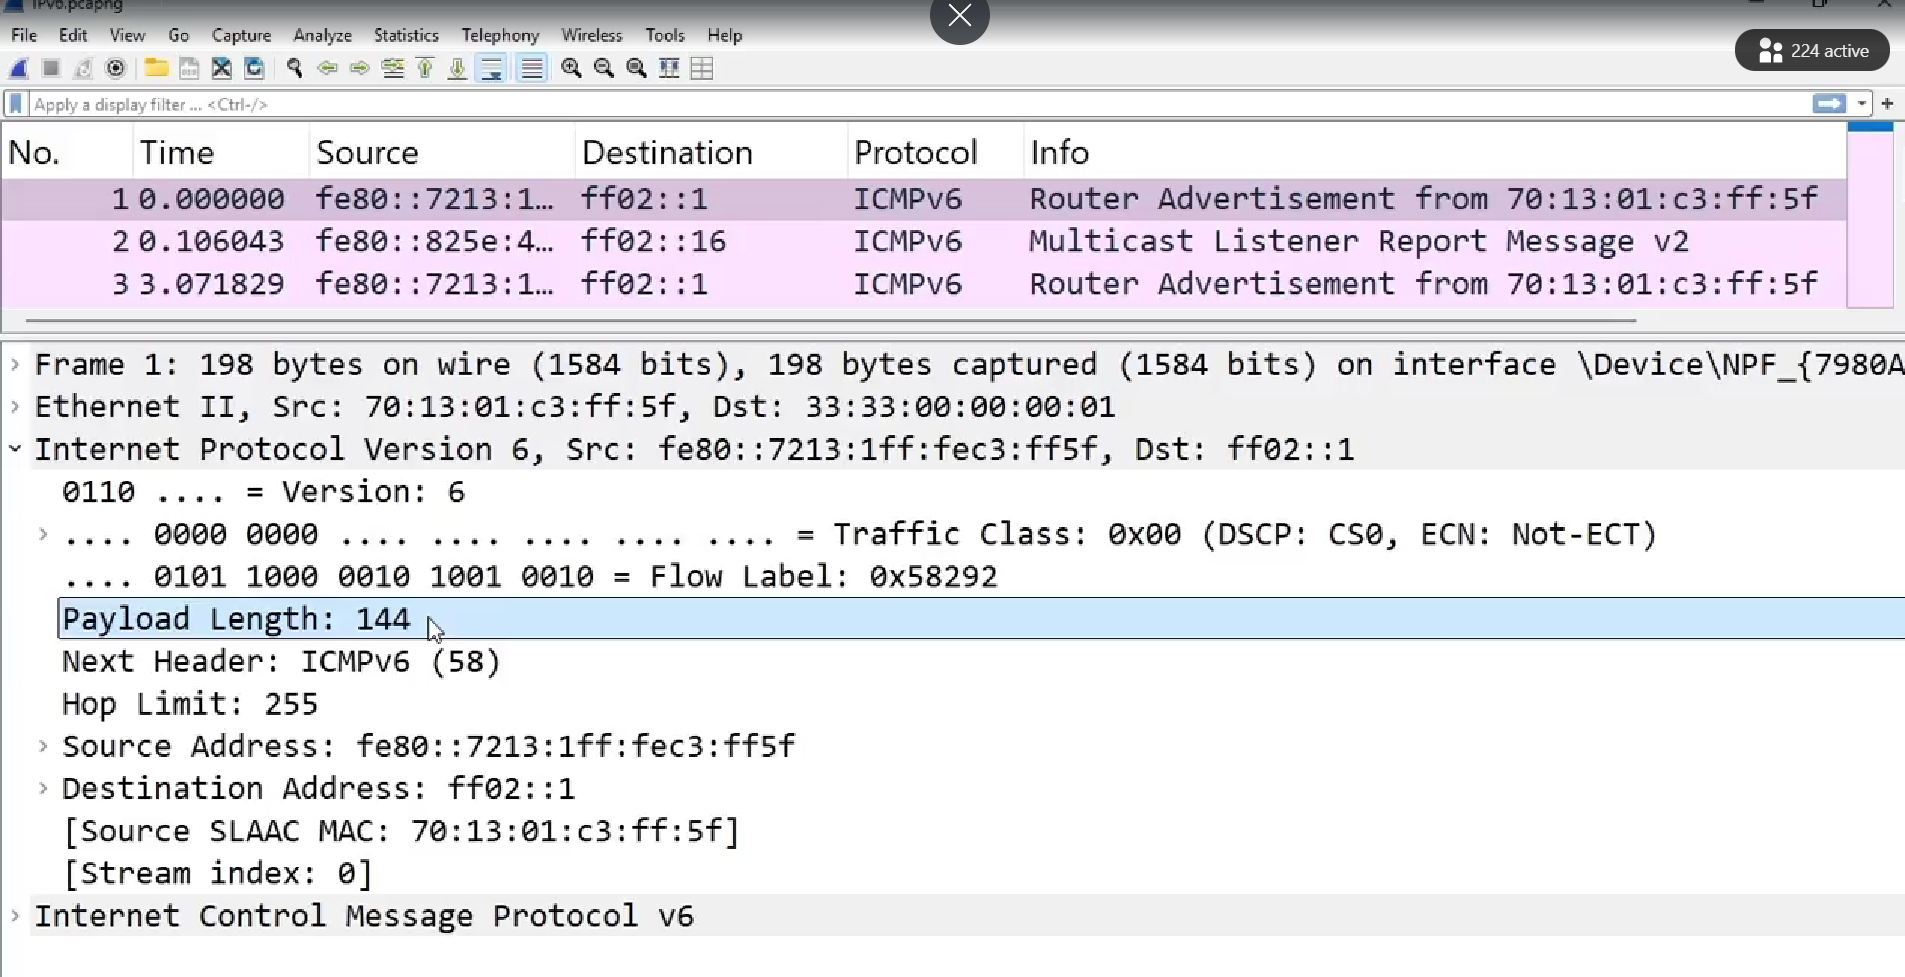 IPv6.pcapng
224 active
File Edit View Go Capture Analyze Statistics Telephony Wireless Tools Help
Apply a display filter ... <Ctrl-/>
No. Time Source Destination Protocol Info
1 0.000000 fe80::7213:1… ff02::1 ICMPv6 Router Advertisement from 70:13:01:c3:ff:5f
2 0.106043 fe80::825e:4… ff02::16 ICMPv6 Multicast Listener Report Message v2
3 3.071829 fe80::7213:1… ff02::1 ICMPv6 Router Advertisement from 70:13:01:c3:ff:5f
Frame 1: 198 bytes on wire (1584 bits), 198 bytes captured (1584 bits) on interface \Device\NPF_{7980A
Ethernet II, Src: 70:13:01:c3:ff:5f, Dst: 33:33:00:00:00:01
Internet Protocol Version 6, Src: fe80::7213:1ff:fec3:ff5f, Dst: ff02::1
0110 .... = Version: 6
.... 0000 0000 .... .... .... .... .... = Traffic Class: 0x00 (DSCP: CS0, ECN: Not-ECT)
.... 0101 1000 0010 1001 0010 = Flow Label: 0x58292
Payload Length: 144
Next Header: ICMPv6 (58)
Hop Limit: 255
Source Address: fe80::7213:1ff:fec3:ff5f
Destination Address: ff02::1
[Source SLAAC MAC: 70:13:01:c3:ff:5f]
[Stream index: 0]
Internet Control Message Protocol v6